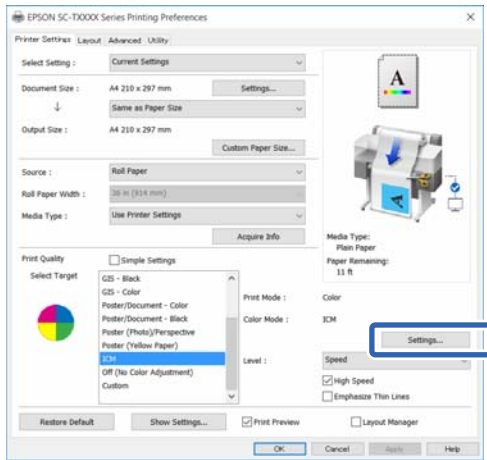 EPSON SC-TXXXX Series Printing Preferences
Printer Settings Layout Advanced Utility
Select Setting : Current Settings
Document Size : A4 210 x 297 mm Settings...
Same as Paper Size
Output Size : A4 210 x 297 mm
Custom Paper Size...
Source : Roll Paper
Roll Paper Width : 36 in (914 mm)
Media Type : Use Printer Settings
Acquire Info
A
Media Type:
Plain Paper
Paper Remaining:
11 ft
Print Quality Simple Settings
Select Target
GIS - Black
GIS - Color
Poster/Document - Color
Poster/Document - Black
Poster (Photo)/Perspective
Poster (Yellow Paper)
ICM
Off (No Color Adjustment)
Custom
Print Mode : Color
Color Mode : ICM
Settings...
Level : Speed
High Speed
Emphasize Thin Lines
Restore Default Show Settings... Print Preview Layout Manager
OK Cancel Apply Help